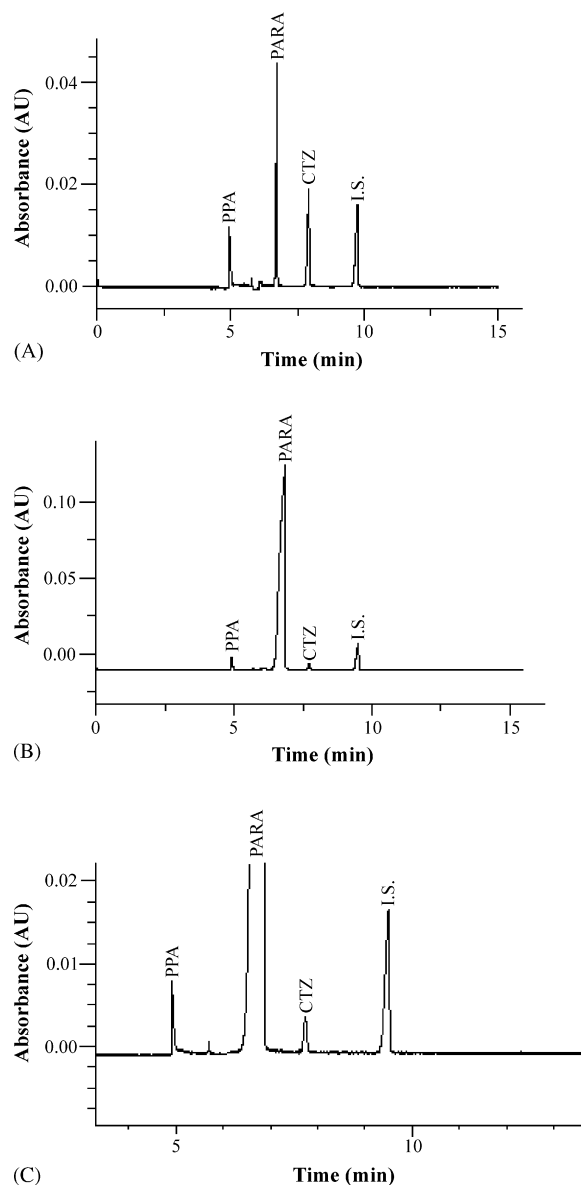 PARA
0.04
CTZ
I.S.
0.02
PPA
0.00
Absorbance (AU)
0 5 10 15
Time (min)
(A)
PARA
0.10
0.05
PPA
CTZ
I.S.
0.00
Absorbance (AU)
0 5 10 15
Time (min)
(B)
PARA
0.02
I.S.
PPA
0.01
CTZ
0.00
Absorbance (AU)
5 10
Time (min)
(C)